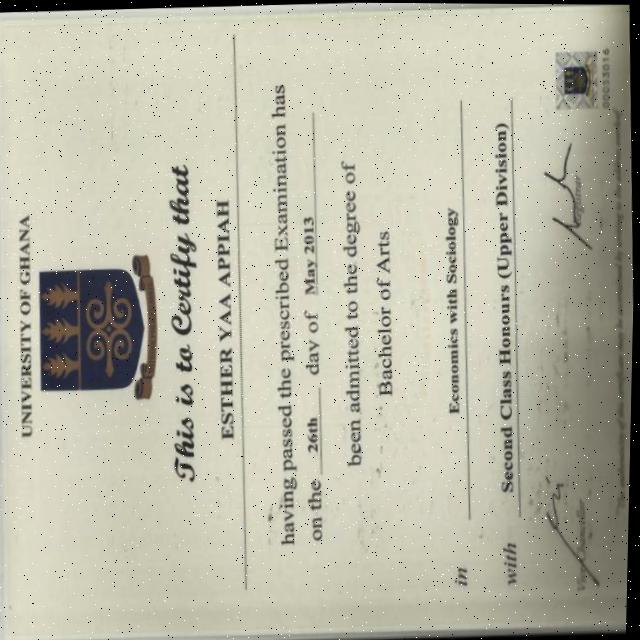 UNIVERSITY OF GHANA
This is to Certify that
ESTHER YAA APPIAH
having passed the prescribed Examination has
on the 26th day of May 2013
been admitted to the degree of
Bachelor of Arts
in Economics with Sociology
with Second Class Honours (Upper Division)